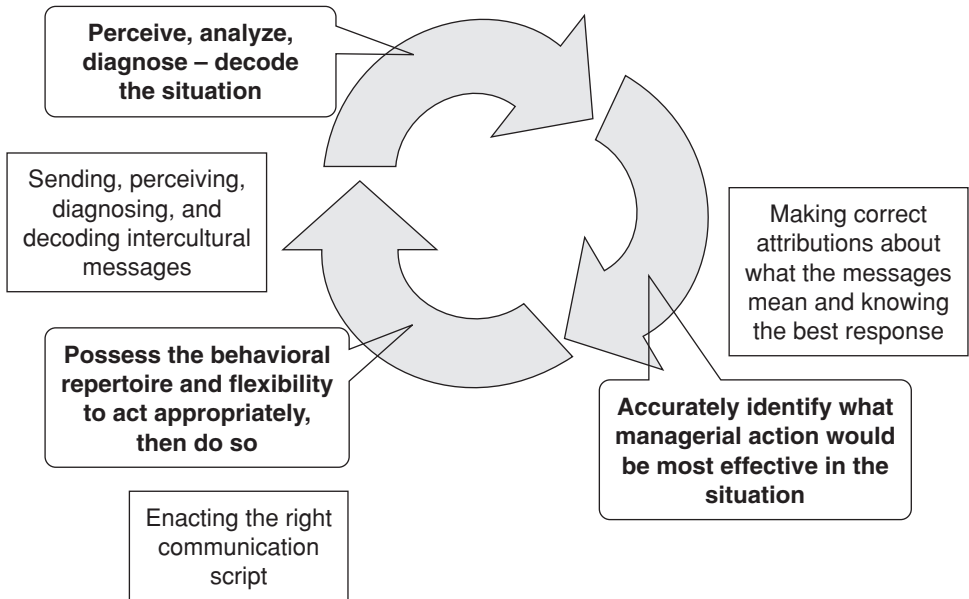 Perceive, analyze,
diagnose – decode
the situation
Sending, perceiving,
diagnosing, and
decoding intercultural
messages
Making correct
attributions about
what the messages
mean and knowing
the best response
Possess the behavioral
repertoire and flexibility
to act appropriately,
then do so
Accurately identify what
managerial action would
be most effective in the
situation
Enacting the right
communication
script